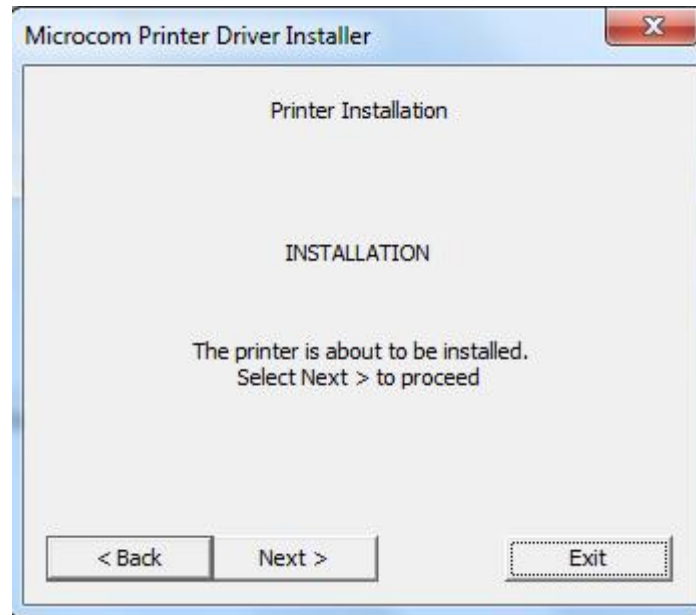 Microcom Printer Driver Installer
Printer Installation
INSTALLATION
The printer is about to be installed.
Select Next > to proceed
< Back
Next >
Exit